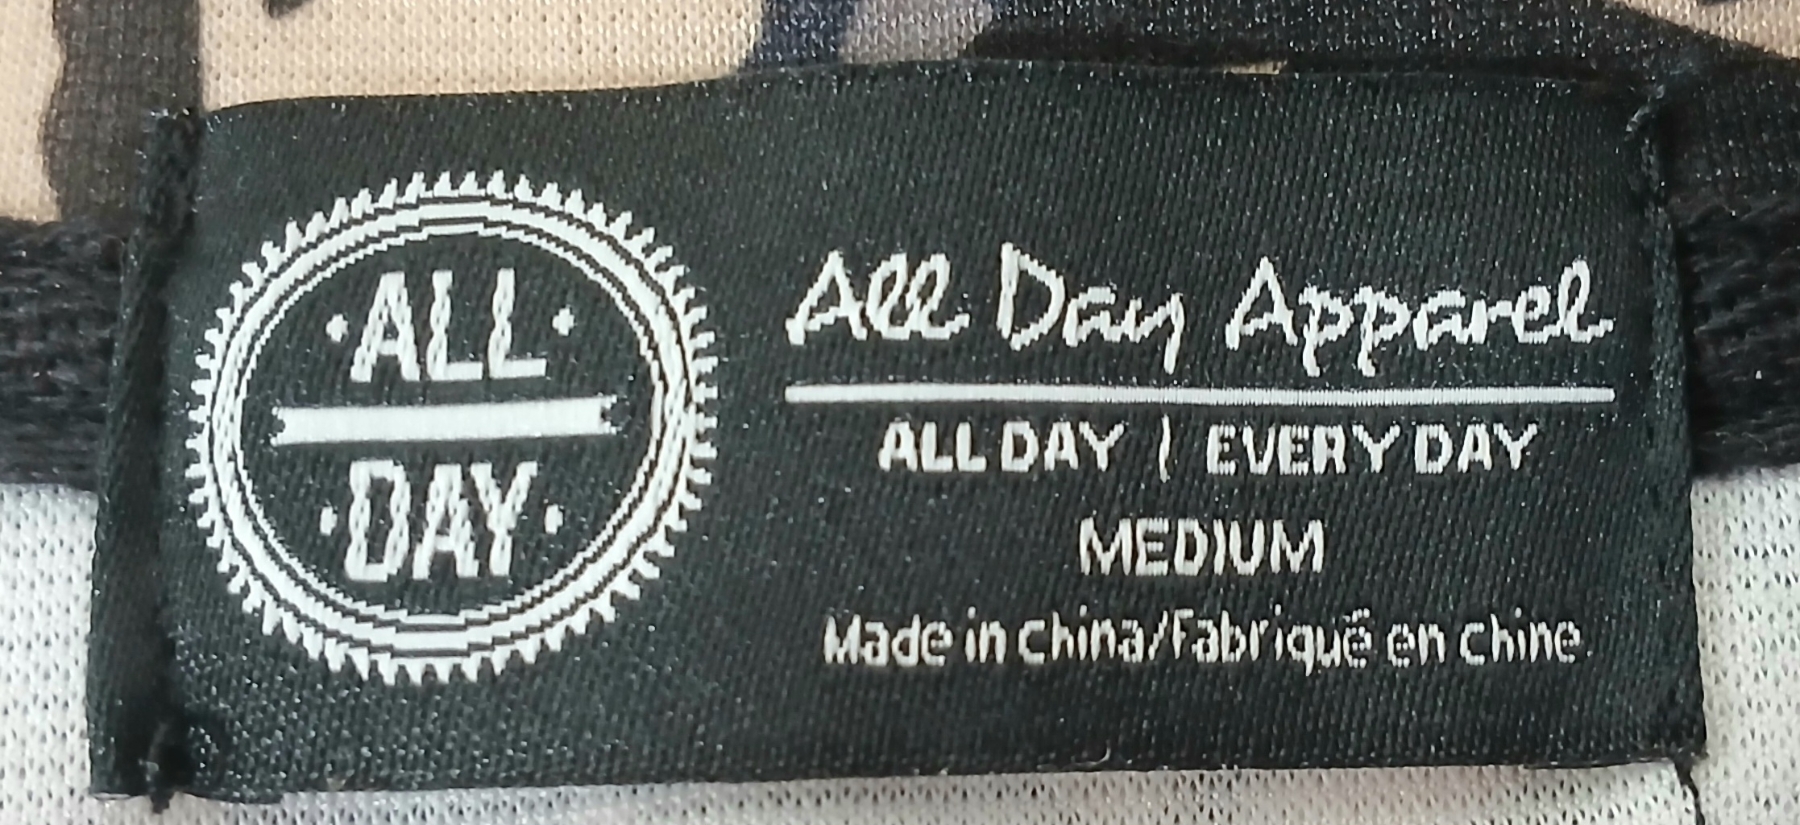 ALL
DAY
All Day Apparel
ALL DAY | EVERY DAY
MEDIUM
Made in china/Fabriqué en chine